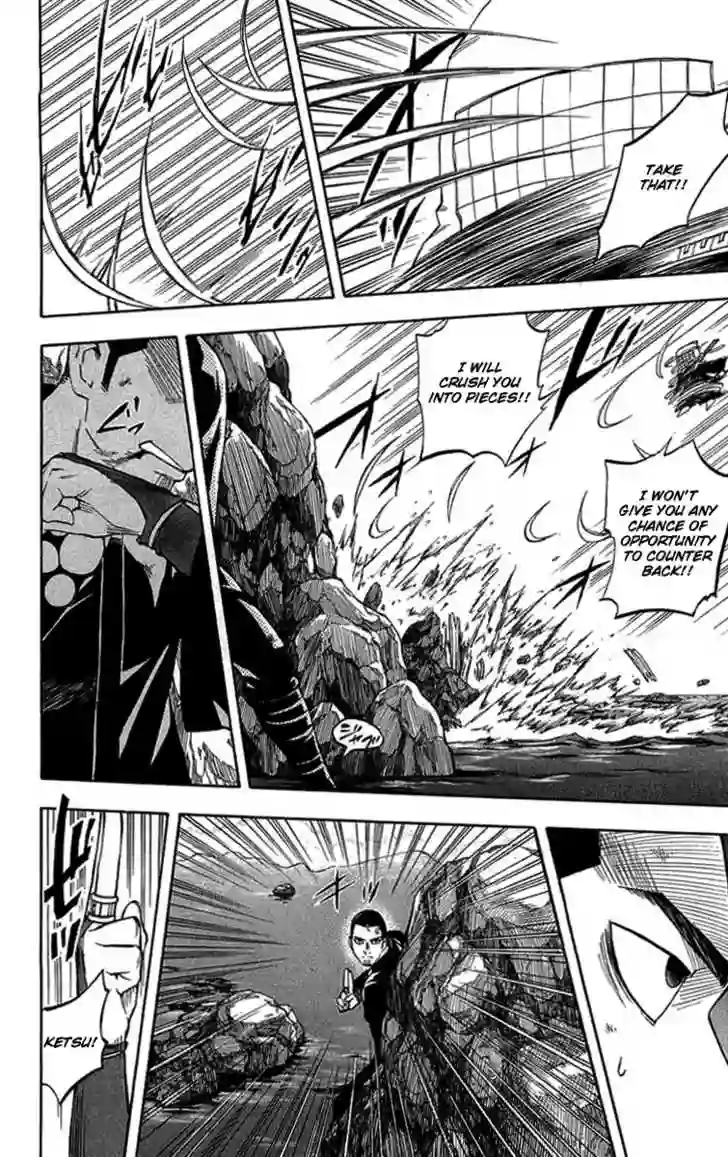 TAKE
THAT!!
I WILL
CRUSH YOU
INTO PIECES!!
I WON'T
GIVE YOU ANY
CHANCE OF
OPPORTUNITY
TO COUNTER
BACK!!
KETSU!